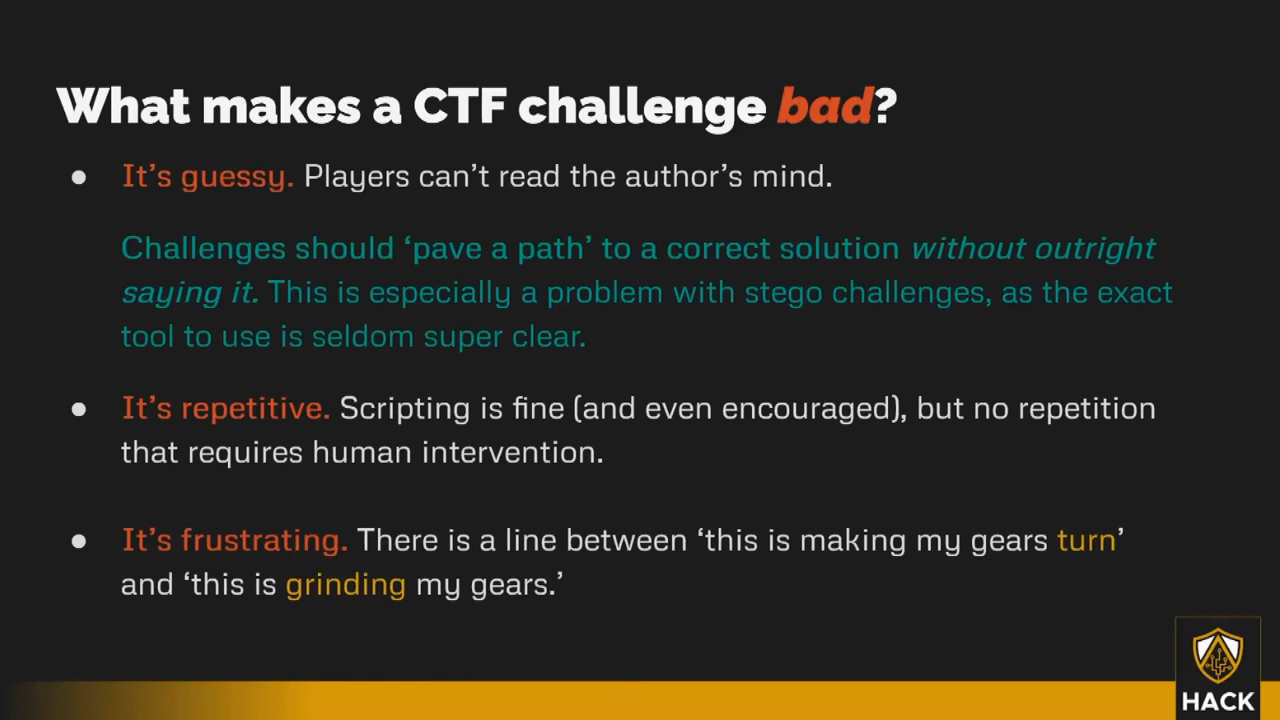 What makes a CTF challenge bad?
● It’s guessy. Players can’t read the author’s mind.
Challenges should ‘pave a path’ to a correct solution without outright
saying it. This is especially a problem with stego challenges, as the exact
tool to use is seldom super clear.
● It’s repetitive. Scripting is fine (and even encouraged), but no repetition
that requires human intervention.
● It’s frustrating. There is a line between ‘this is making my gears turn’
and ‘this is grinding my gears.’
HACK